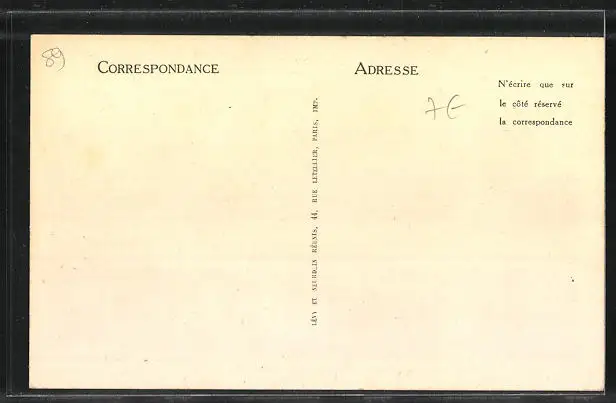 89
CORRESPONDANCE
ADRESSE
N'écrire que sur
le côté réservé
la correspondance
7€
LÉVY ET NEURDEIN RÉUNIS, 44, RUE LETELLIER, PARIS, IMP.